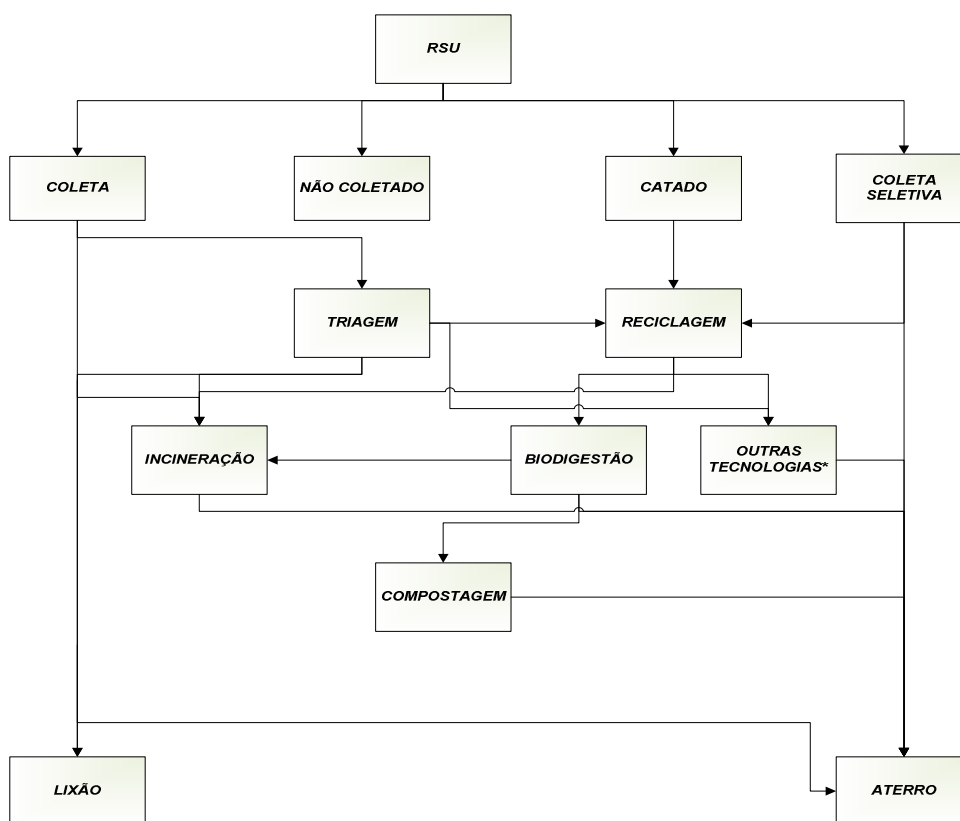 RSU
COLETA
NÃO COLETADO
CATADO
COLETA
SELETIVA
TRIAGEM
RECICLAGEM
INCINERAÇÃO
BIODIGESTÃO
OUTRAS
TECNOLOGIAS*
COMPOSTAGEM
LIXÃO
ATERRO